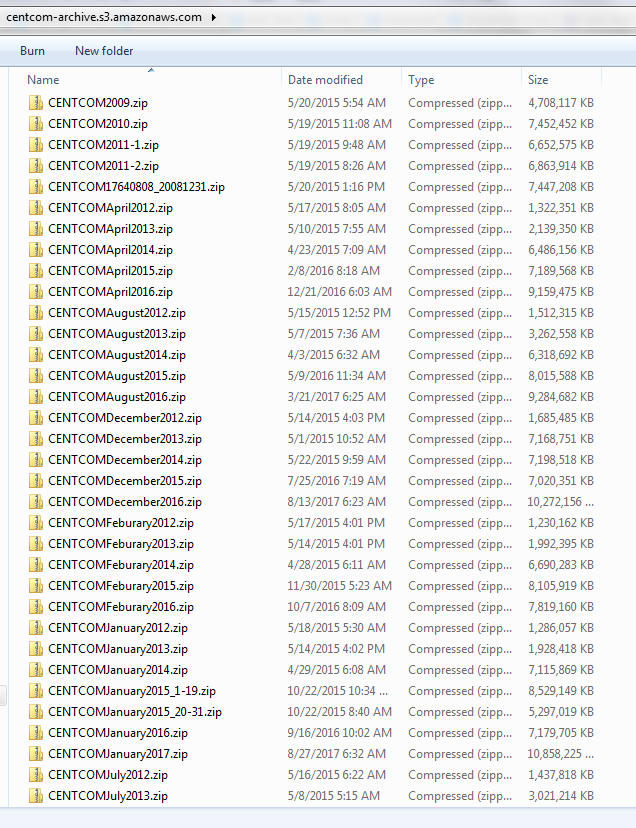 centcom-archive.s3.amazonaws.com
Burn New folder
Name Date modified Type Size
CENTCOM2009.zip 5/20/2015 5:54 AM Compressed (zipp... 4,708,117 KB
CENTCOM2010.zip 5/19/2015 11:08 AM Compressed (zipp... 7,452,452 KB
CENTCOM2011-1.zip 5/19/2015 9:48 AM Compressed (zipp... 6,652,575 KB
CENTCOM2011-2.zip 5/19/2015 8:26 AM Compressed (zipp... 6,863,914 KB
CENTCOM17640808_20081231.zip 5/20/2015 1:16 PM Compressed (zipp... 7,447,208 KB
CENTCOMApril2012.zip 5/17/2015 8:05 AM Compressed (zipp... 1,322,351 KB
CENTCOMApril2013.zip 5/10/2015 7:55 AM Compressed (zipp... 2,139,350 KB
CENTCOMApril2014.zip 4/23/2015 7:09 AM Compressed (zipp... 6,486,156 KB
CENTCOMApril2015.zip 2/8/2016 8:18 AM Compressed (zipp... 7,189,568 KB
CENTCOMApril2016.zip 12/21/2016 6:03 AM Compressed (zipp... 9,159,475 KB
CENTCOMAugust2012.zip 5/15/2015 12:52 PM Compressed (zipp... 1,512,315 KB
CENTCOMAugust2013.zip 5/7/2015 7:36 AM Compressed (zipp... 3,262,558 KB
CENTCOMAugust2014.zip 4/3/2015 6:32 AM Compressed (zipp... 6,318,692 KB
CENTCOMAugust2015.zip 5/9/2016 11:34 AM Compressed (zipp... 8,015,588 KB
CENTCOMAugust2016.zip 3/21/2017 6:25 AM Compressed (zipp... 9,284,682 KB
CENTCOMDecember2012.zip 5/14/2015 4:03 PM Compressed (zipp... 1,685,485 KB
CENTCOMDecember2013.zip 5/1/2015 10:52 AM Compressed (zipp... 7,168,751 KB
CENTCOMDecember2014.zip 5/22/2015 9:59 AM Compressed (zipp... 7,198,518 KB
CENTCOMDecember2015.zip 7/25/2016 7:19 AM Compressed (zipp... 7,020,351 KB
CENTCOMDecember2016.zip 8/13/2017 6:23 AM Compressed (zipp... 10,272,156 ...
CENTCOMFeburary2012.zip 5/17/2015 4:01 PM Compressed (zipp... 1,230,162 KB
CENTCOMFeburary2013.zip 5/14/2015 4:01 PM Compressed (zipp... 1,992,395 KB
CENTCOMFeburary2014.zip 4/28/2015 6:11 AM Compressed (zipp... 6,690,283 KB
CENTCOMFeburary2015.zip 11/30/2015 5:23 AM Compressed (zipp... 8,105,919 KB
CENTCOMFeburary2016.zip 10/7/2016 8:09 AM Compressed (zipp... 7,819,160 KB
CENTCOMJanuary2012.zip 5/18/2015 5:30 AM Compressed (zipp... 1,286,057 KB
CENTCOMJanuary2013.zip 5/14/2015 4:02 PM Compressed (zipp... 1,928,418 KB
CENTCOMJanuary2014.zip 4/29/2015 6:08 AM Compressed (zipp... 7,115,869 KB
CENTCOMJanuary2015_1-19.zip 10/22/2015 10:34 ... Compressed (zipp... 8,529,149 KB
CENTCOMJanuary2015_20-31.zip 10/22/2015 8:40 AM Compressed (zipp... 5,297,019 KB
CENTCOMJanuary2016.zip 9/16/2016 10:02 AM Compressed (zipp... 7,179,705 KB
CENTCOMJanuary2017.zip 8/27/2017 6:32 AM Compressed (zipp... 10,858,225 ...
CENTCOMJuly2012.zip 5/16/2015 6:22 AM Compressed (zipp... 1,437,818 KB
CENTCOMJuly2013.zip 5/8/2015 5:15 AM Compressed (zipp... 3,021,214 KB